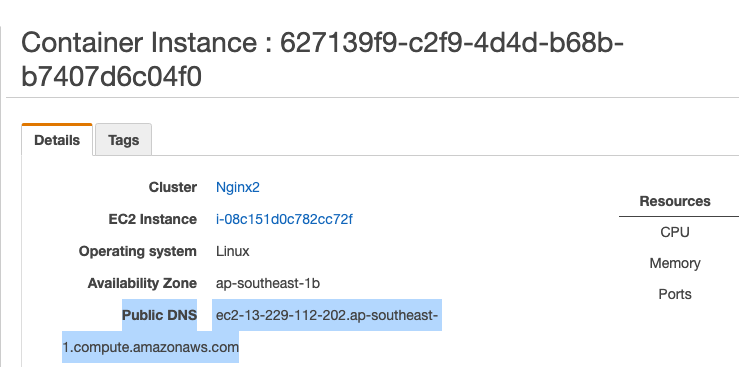 Container Instance : 627139f9-c2f9-4d4d-b68b-
b7407d6c04f0
Details Tags
Cluster Nginx2
EC2 Instance i-08c151d0c782cc72f
Operating system Linux
Availability Zone ap-southeast-1b
Public DNS ec2-13-229-112-202.ap-southeast-
1.compute.amazonaws.com
Resources
CPU
Memory
Ports